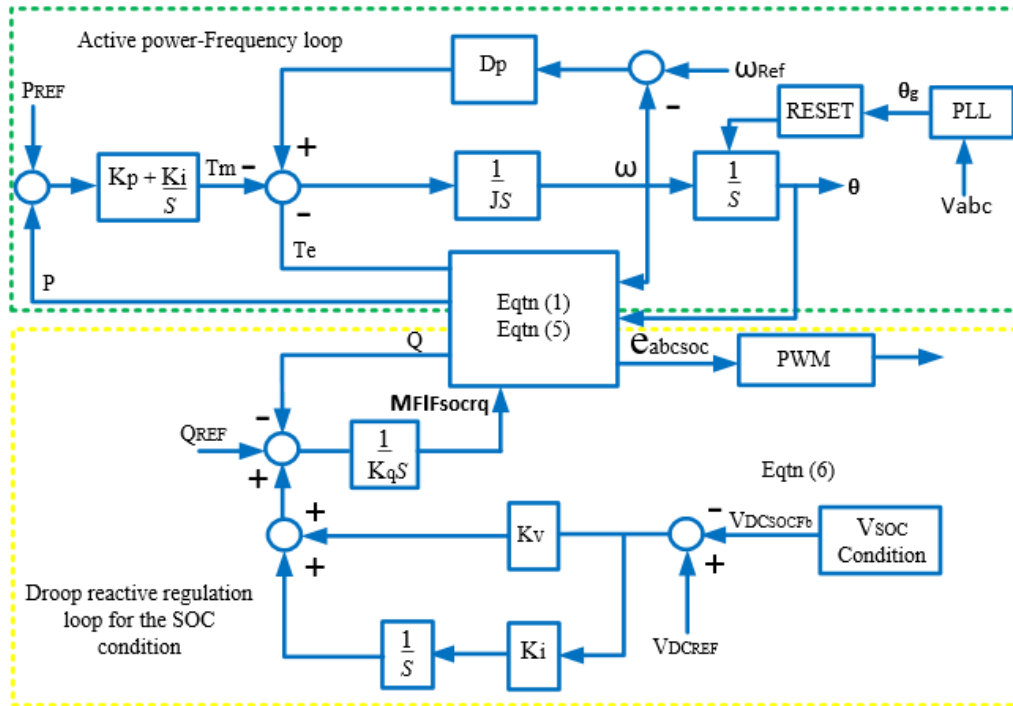 Active power-Frequency loop
PREF
Dp
ωRef
-
RESET
θg
PLL
+
Kp + Ki
S
Tm -
-
1
JS
ω
1
S
θ
Vabc
Te
P
Eqtn (1)
Eqtn (5)
Q
eabcsoc
PWM
MFIFsocrq
-
QREF
+
1
KqS
Eqtn (6)
+
Kv
-
VDCSOCFb
VSOC
Condition
+
+
Droop reactive regulation
loop for the SOC
condition
1
S
Ki
VDCREF